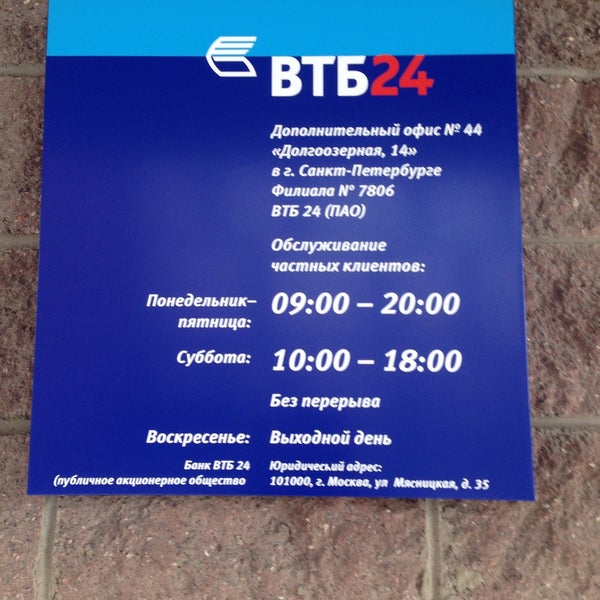 ВТБ24
Дополнительный офис № 44
«Долгоозерная, 14»
в г. Санкт-Петербурге
Филиала № 7806
ВТБ 24 (ПАО)
Обслуживание
частных клиентов:
Понедельник– 09:00 – 20:00
пятница:
Суббота: 10:00 – 18:00
Без перерыва
Воскресенье: Выходной день
Банк ВТБ 24
(публичное акционерное общество
Юридический адрес:
101000, г. Москва, ул Мясницкая, д. 35